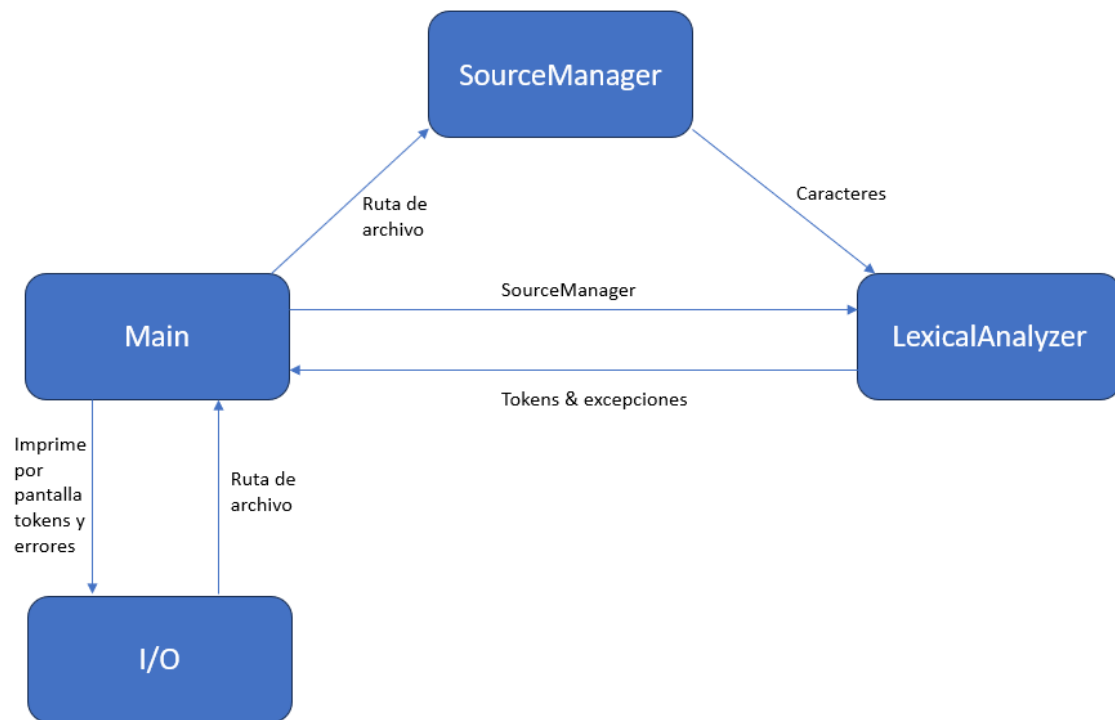 SourceManager
Ruta de
archivo
Caracteres
SourceManager
Main
LexicalAnalyzer
Tokens & excepciones
Imprime
por
pantalla
tokens y
errores
Ruta de
archivo
I/O